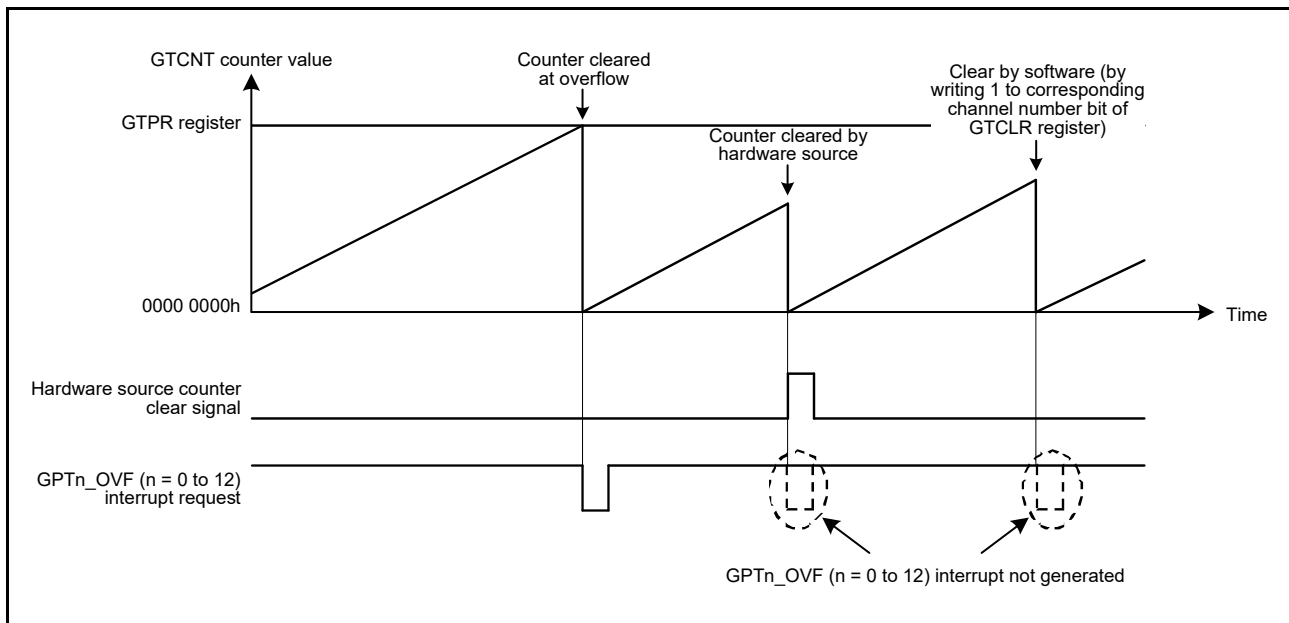 GTCNT counter value
Counter cleared
at overflow
Clear by software (by
writing 1 to corresponding
channel number bit of
GTCLR register)
GTPR register
Counter cleared by
hardware source
0000 0000h
Time
Hardware source counter
clear signal
GPTn_OVF (n = 0 to 12)
interrupt request
GPTn_OVF (n = 0 to 12) interrupt not generated